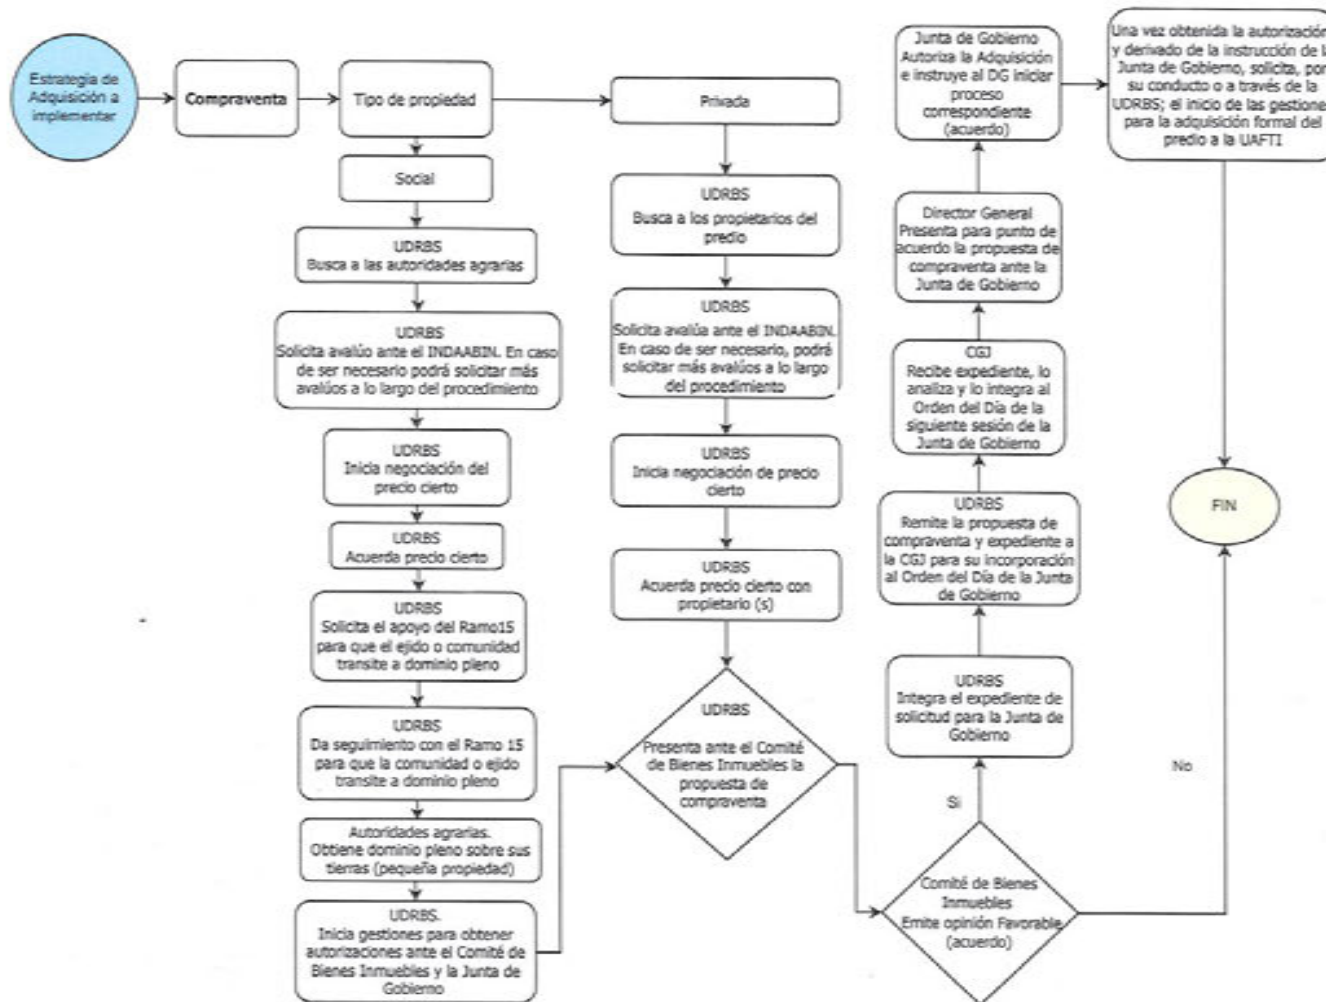 Estrategia de
Adquisición a
implementar
Compraventa
Tipo de propiedad
Privada
Social
UDRBS
Busca a las autoridades agrarias
UDRBS
Solicita avalúo ante el INDAABIN. En caso
de ser necesario podrá solicitar más
avalúos a lo largo del procedimiento
UDRBS
Inicia negociación del
precio cierto
UDRBS
Acuerda precio cierto
UDRBS
Solicita el apoyo del Ramo15
para que el ejido o comunidad
transite a dominio pleno
UDRBS
Da seguimiento con el Ramo 15
para que la comunidad o ejido
transite a dominio pleno
Autoridades agrarias.
Obtiene dominio pleno sobre sus
tierras (pequeña propiedad)
UDRBS.
Inicia gestiones para obtener
autorizaciones ante el Comité de
Bienes Inmuebles y la Junta de
Gobierno
UDRBS
Busca a los propietarios del
predio
UDRBS
Solicita avalúa ante el INDAABIN.
En caso de ser necesario, podrá
solicitar más avalúos a lo largo
del procedimiento
UDRBS
Inicia negociación de precio
cierto
UDRBS
Acuerda precio cierto con
propietario (s)
UDRBS
Presenta ante el Comité
de Bienes Inmuebles la
propuesta de
compraventa
Comité de Bienes
Inmuebles
Emite opinión Favorable
(acuerdo)
Si
No
UDRBS
Integra el expediente de
solicitud para la Junta de
Gobierno
UDRBS
Remite la propuesta de
compraventa y expediente a
la CGJ para su incorporación
al Orden del Día de la Junta
de Gobierno
CGJ
Recibe expediente, lo
analiza y lo integra al
Orden del Día de la
siguiente sesión de la
Junta de Gobierno
Director General
Presenta para punto de
acuerdo la propuesta de
compraventa ante la
Junta de Gobierno
Junta de Gobierno
Autoriza la Adquisición
e instruye al DG iniciar
proceso
correspondiente
(acuerdo)
Una vez obtenida la autorización
y derivado de la instrucción de l
Junta de Gobierno, solicita, por
su conducto o a través de la
UDRBS; el inicio de las gestione
para la adquisición formal del
predio a la UAFTI
FIN